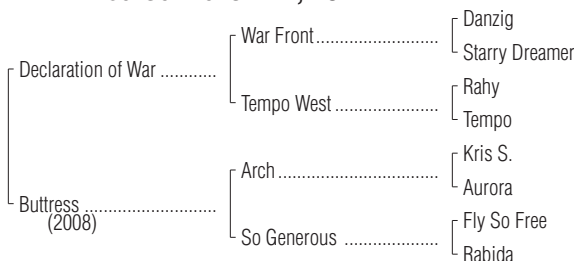 Danzig
War Front
Starry Dreamer
Declaration of War
Rahy
Tempo West
Tempo
Kris S.
Arch
Aurora
Buttress
(2008)
Fly So Free
So Generous
Rabida